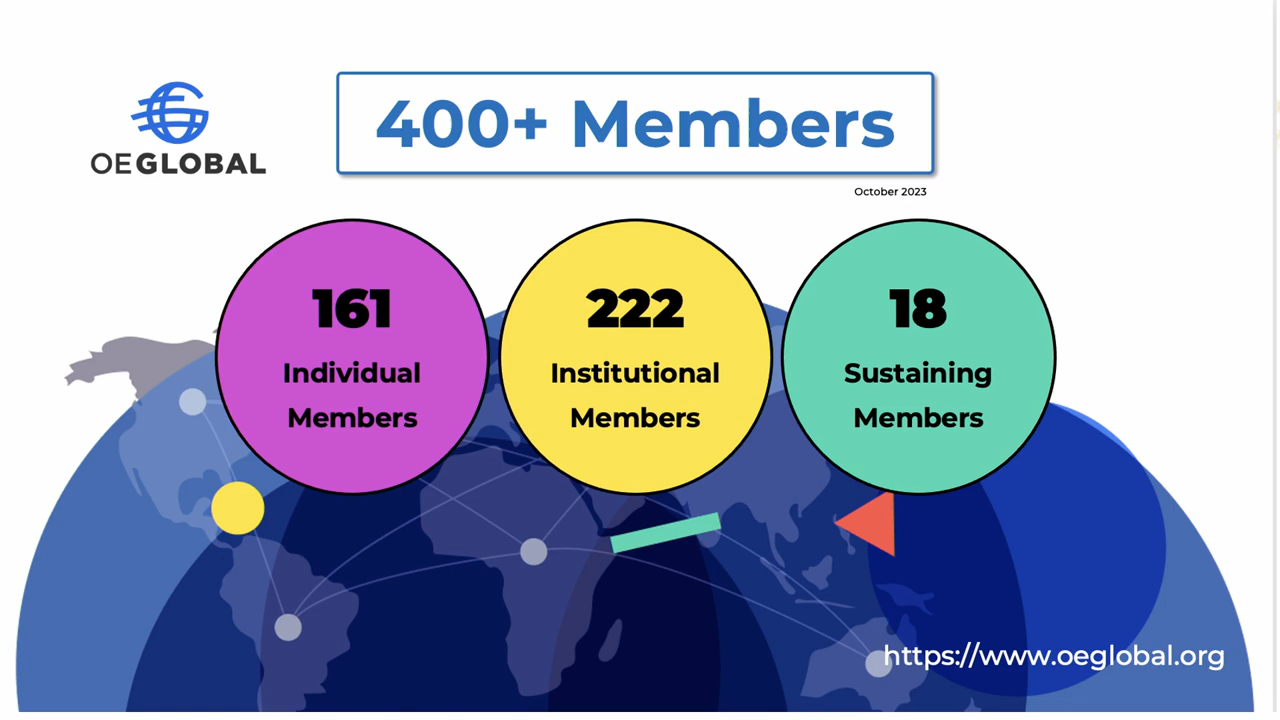 OEGLOBAL
400+ Members
October 2023
161
Individual
Members
222
Institutional
Members
18
Sustaining
Members
https://www.oeglobal.org